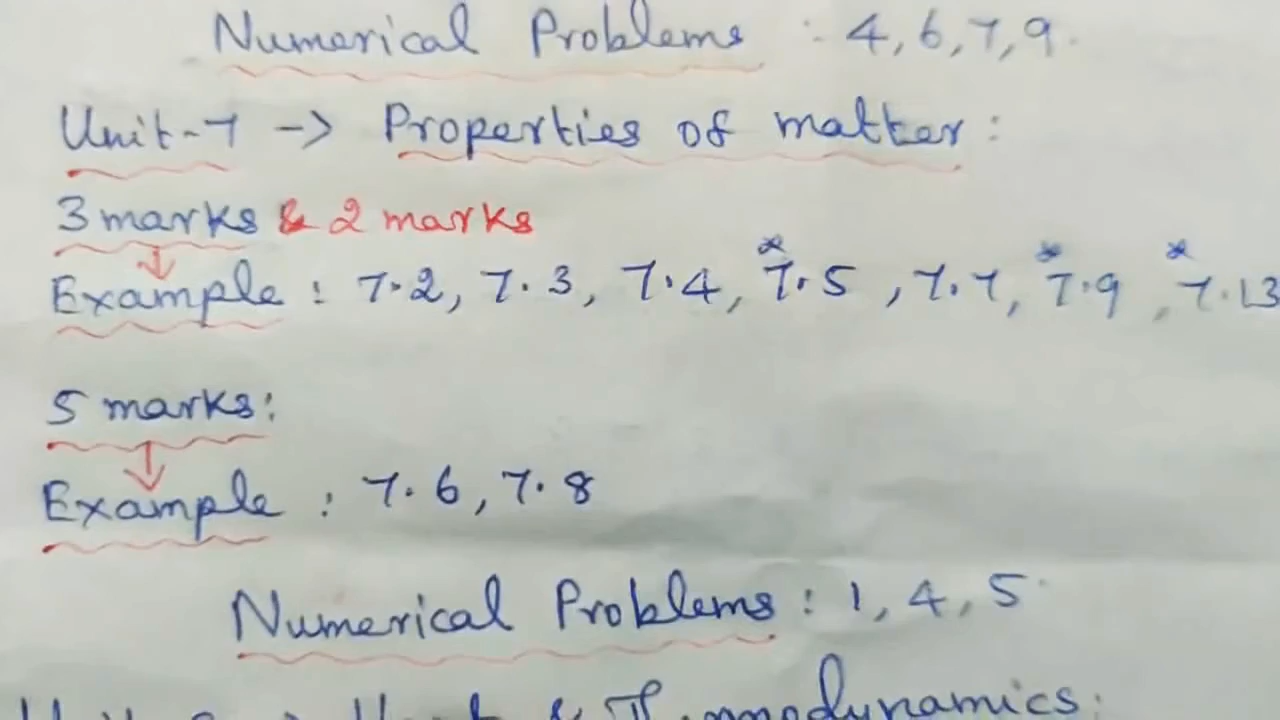 Numerical Problems : 4, 6, 7, 9.
Unit-7 -> Properties of matter :
3 marks & 2 marks
Example : 7.2, 7.3, 7.4, *7.5, 7.7, *7.9, *7.13
5 marks:
Example : 7.6, 7.8
Numerical Problems : 1, 4, 5
& Thermodynamics: